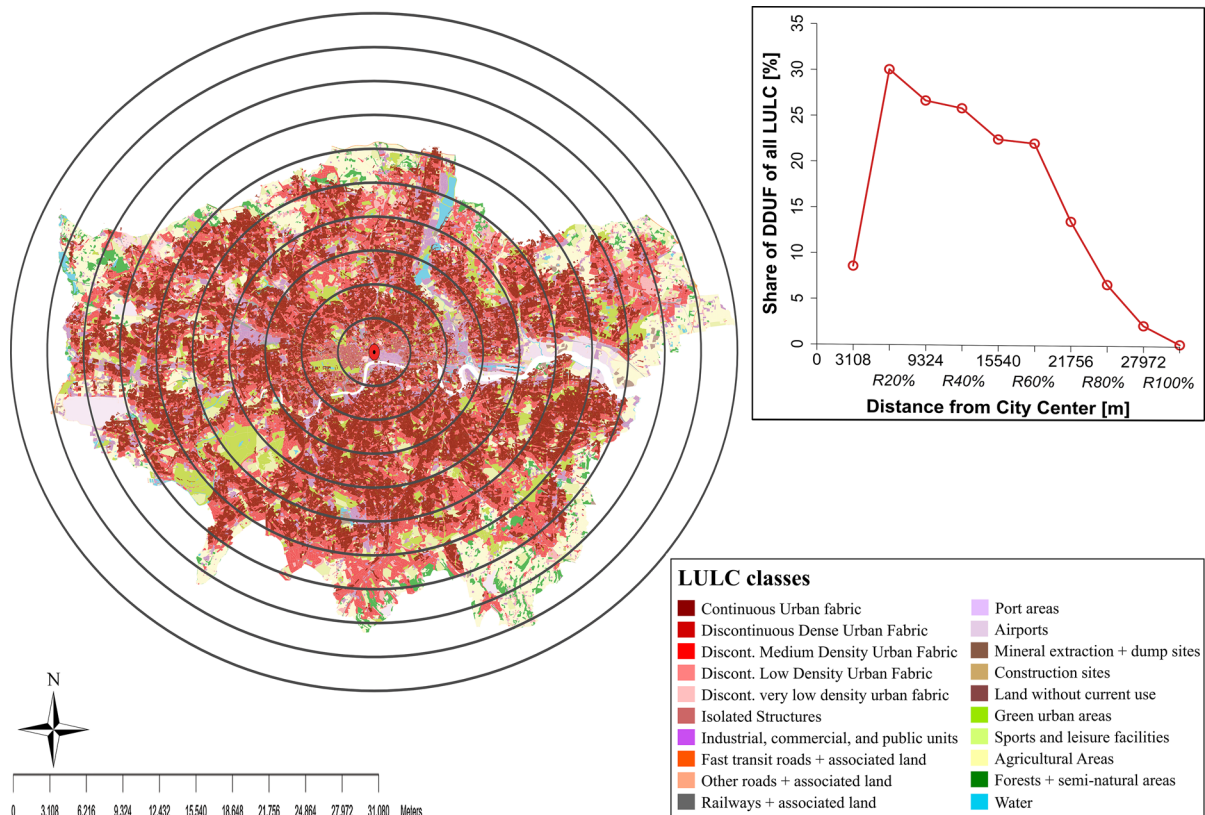 Share of DDUF of all LULC [%]
35
30
25
20
15
10
5
0
0 3108 9324 15540 21756 27972
R20% R40% R60% R80% R100%
Distance from City Center [m]
LULC classes
Continuous Urban fabric
Discontinuous Dense Urban Fabric
Discont. Medium Density Urban Fabric
Discont. Low Density Urban Fabric
Discont. very low density urban fabric
Isolated Structures
Industrial, commercial, and public units
Fast transit roads + associated land
Other roads + associated land
Railways + associated land
Port areas
Airports
Mineral extraction + dump sites
Construction sites
Land without current use
Green urban areas
Sports and leisure facilities
Agricultural Areas
Forests + semi-natural areas
Water
N
0 3.108 6.216 9.324 12.432 15.540 18.648 21.756 24.864 27.972 31.080 Meters